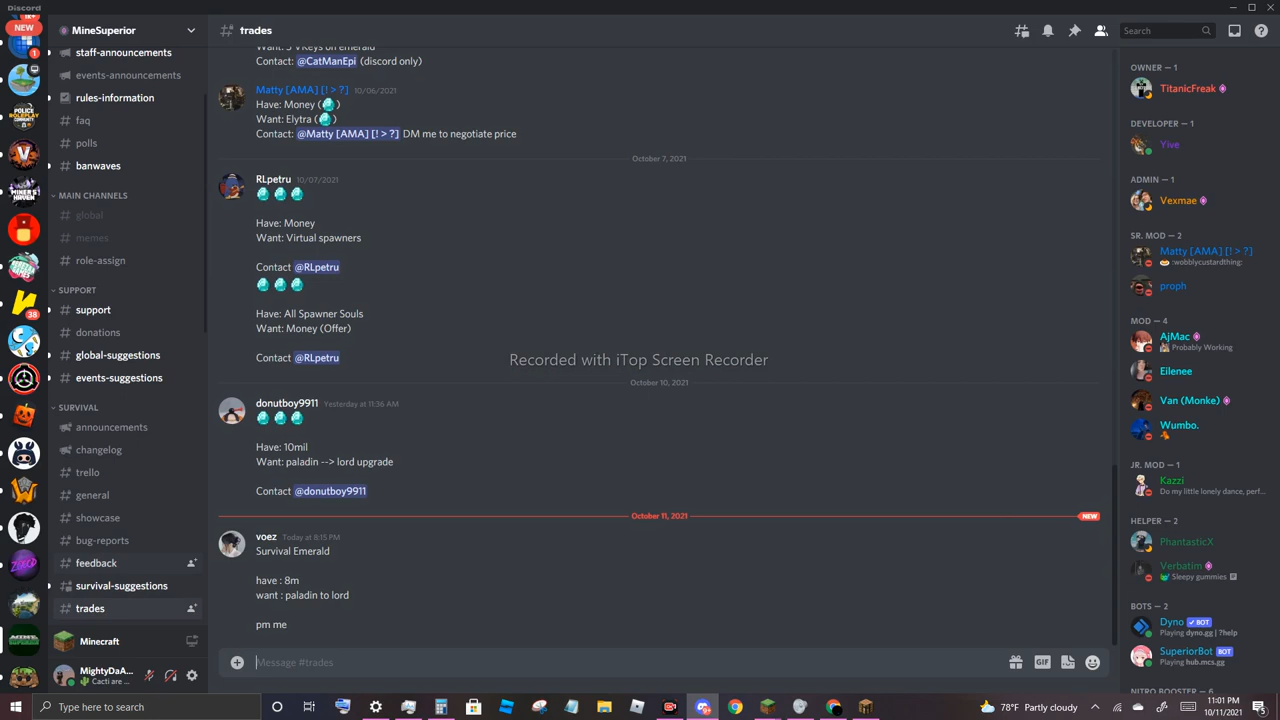 Discord
NEW
1
38
MineSuperior
staff-announcements
events-announcements
rules-information
faq
polls
banwaves
MAIN CHANNELS
global
memes
role-assign
SUPPORT
support
donations
global-suggestions
events-suggestions
SURVIVAL
announcements
changelog
trello
general
showcase
bug-reports
feedback
survival-suggestions
trades
Minecraft
MightyDaA...
Cacti are ...
trades
Search
Contact: @CatManEpi (discord only)
Matty [AMA] [! > ?] 10/06/2021
Have: Money ( )
Want: Elytra ( )
Contact: @Matty [AMA] [! > ?] DM me to negotiate price
October 7, 2021
RLpetru 10/07/2021
Have: Money
Want: Virtual spawners
Contact @RLpetru
Have: All Spawner Souls
Want: Money (Offer)
Contact @RLpetru
Recorded with iTop Screen Recorder
October 10, 2021
donutboy9911 Yesterday at 11:36 AM
Have: 10mil
Want: paladin --> lord upgrade
Contact @donutboy9911
October 11, 2021 NEW
voez Today at 8:15 PM
Survival Emerald
have : 8m
want : paladin to lord
pm me
Message #trades
GIF
OWNER — 1
TitanicFreak
DEVELOPER — 1
Yive
ADMIN — 1
Vexmae
SR. MOD — 2
Matty [AMA] [! > ?]
:wobblycustardthing:
proph
MOD — 4
AjMac
Probably Working
Eilenee
Van (Monke)
Wumbo.
JR. MOD — 1
Kazzi
Do my little lonely dance, perf...
HELPER — 2
PhantasticX
Verbatim
Sleepy gummies
BOTS — 2
Dyno BOT
Playing dyno.gg | ?help
SuperiorBot BOT
Playing hub.mcs.gg
NITRO BOOSTER — 6
Type here to search
78°F Partly cloudy
11:01 PM
10/11/2021